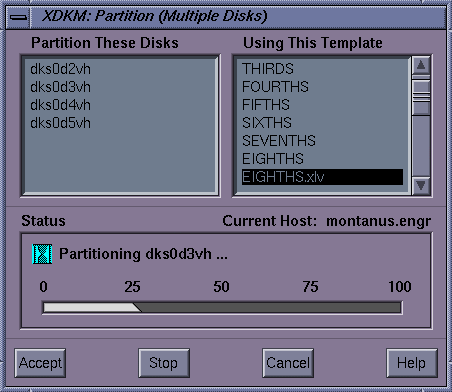 XDKM: Partition (Multiple Disks)
Partition These Disks
dks0d2vh
dks0d3vh
dks0d4vh
dks0d5vh
Using This Template
THIRDS
FOURTHS
FIFTHS
SIXTHS
SEVENTHS
EIGHTHS
EIGHTHS.xlv
Status
Current Host: montanus.engr
Partitioning dks0d3vh ...
0 25 50 75 100
Accept Stop Cancel Help